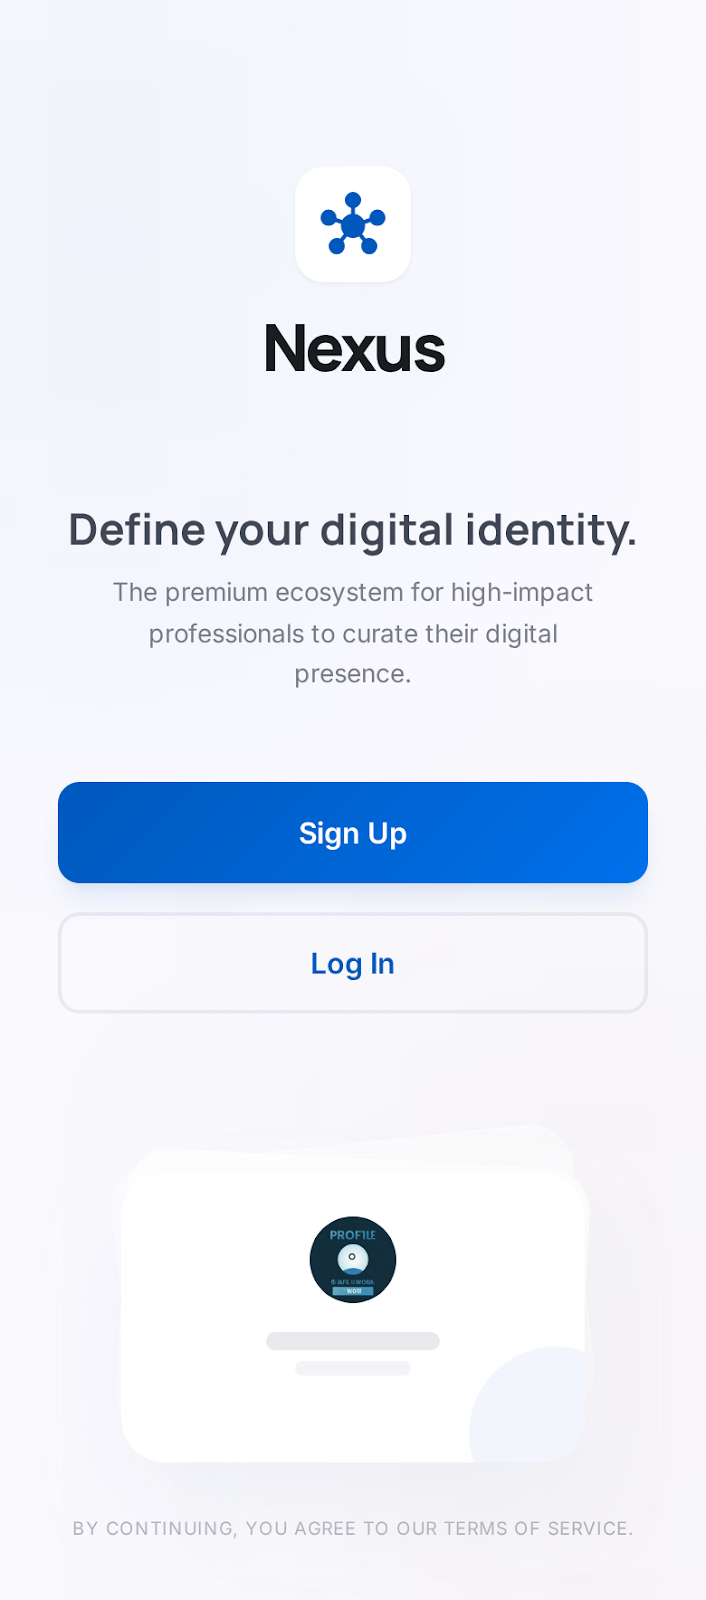 Nexus
Define your digital identity.
The premium ecosystem for high-impact
professionals to curate their digital
presence.
Sign Up
Log In
PROFILE
WORK
BY CONTINUING, YOU AGREE TO OUR TERMS OF SERVICE.